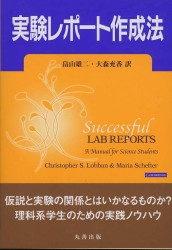 実験レポート作成法
畠山雄二・大森充香 訳
Successful
LAB REPORTS
A Manual for Science Students
Christopher S. Lobban & María Schefter
CAMBRIDGE
仮説と実験の関係とはいかなるものか?
理科系学生のための実践ノウハウ
丸善出版